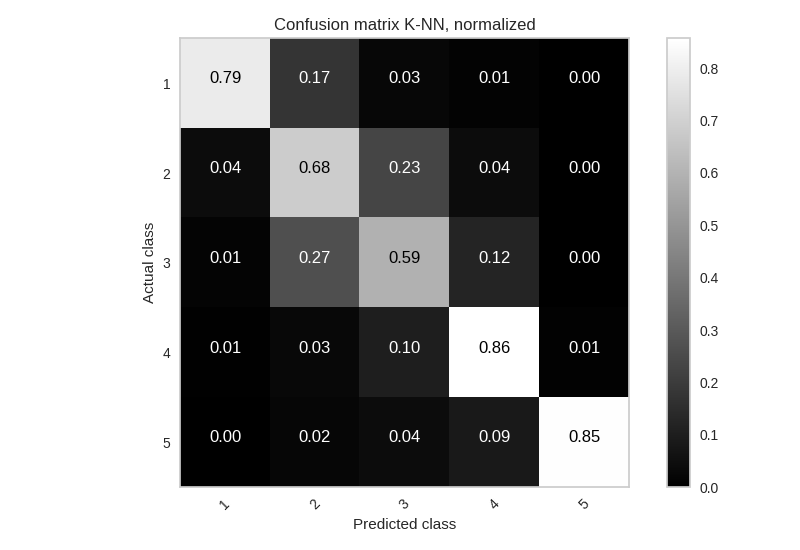 Confusion matrix K-NN, normalized
1 0.79 0.17 0.03 0.01 0.00
2 0.04 0.68 0.23 0.04 0.00
3 0.01 0.27 0.59 0.12 0.00
4 0.01 0.03 0.10 0.86 0.01
5 0.00 0.02 0.04 0.09 0.85
1 2 3 4 5
Predicted class
Actual class
0.8
0.7
0.6
0.5
0.4
0.3
0.2
0.1
0.0